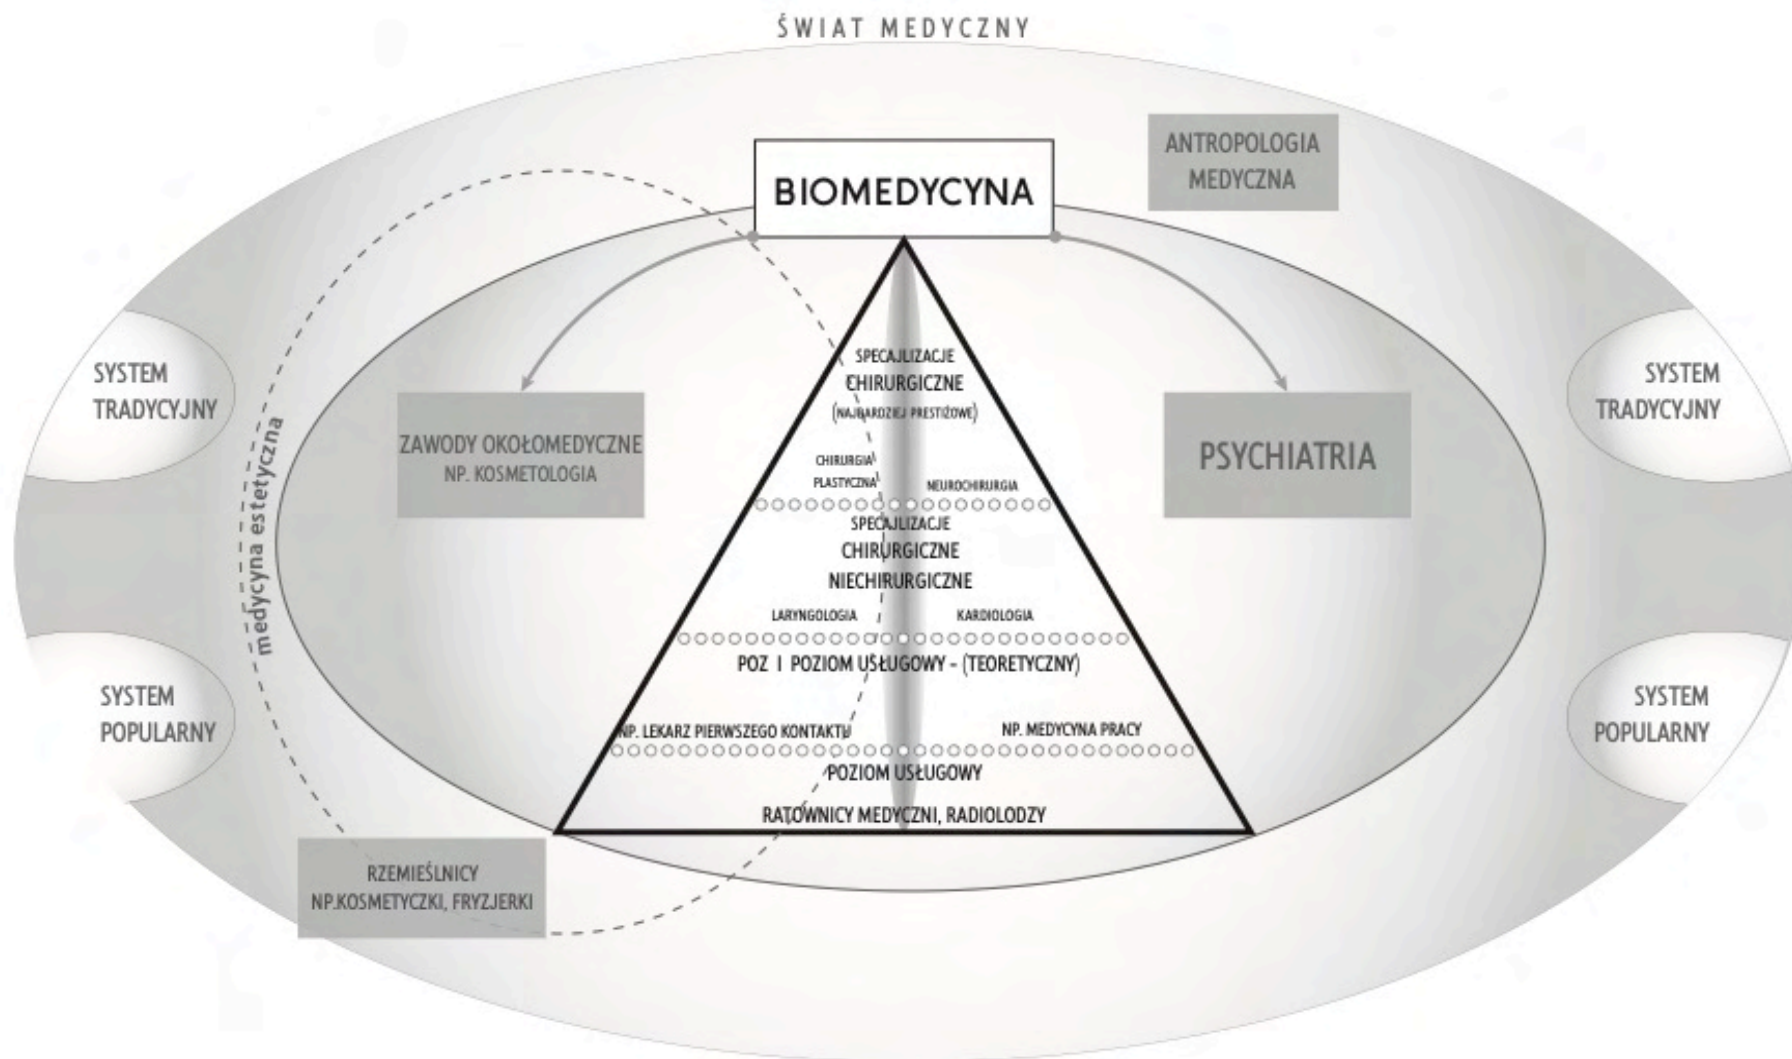 ŚWIAT MEDYCZNY
ANTROPOLOGIA
MEDYCZNA
BIOMEDYCYNA
SYSTEM
TRADYCYJNY
ZAWODY OKOŁOMEDYCZNE
NP. KOSMETOLOGIA
SPECAJLIZACJE
CHIRURGICZNE
(NAJBARDZIEJ PRESTIŻOWE)
CHIRURGIA
PLASTYCZNA
NEUROCHIRURGIA
PSYCHIATRIA
SYSTEM
TRADYCYJNY
medycyna estetyczna
SPECAJLIZACJE
CHIRURGICZNE
NIECHIRURGICZNE
LARYNGOLOGIA
KARDIOLOGIA
POZ I POZIOM USŁUGOWY - (TEORETYCZNY)
NP. LEKARZ PIERWSZEGO KONTAKTU
NP. MEDYCYNA PRACY
POZIOM USŁUGOWY
RATOWNICY MEDYCZNI, RADIOLODZY
SYSTEM
POPULARNY
SYSTEM
POPULARNY
RZEMIEŚLNICY
NP.KOSMETYCZKI, FRYZJERKI